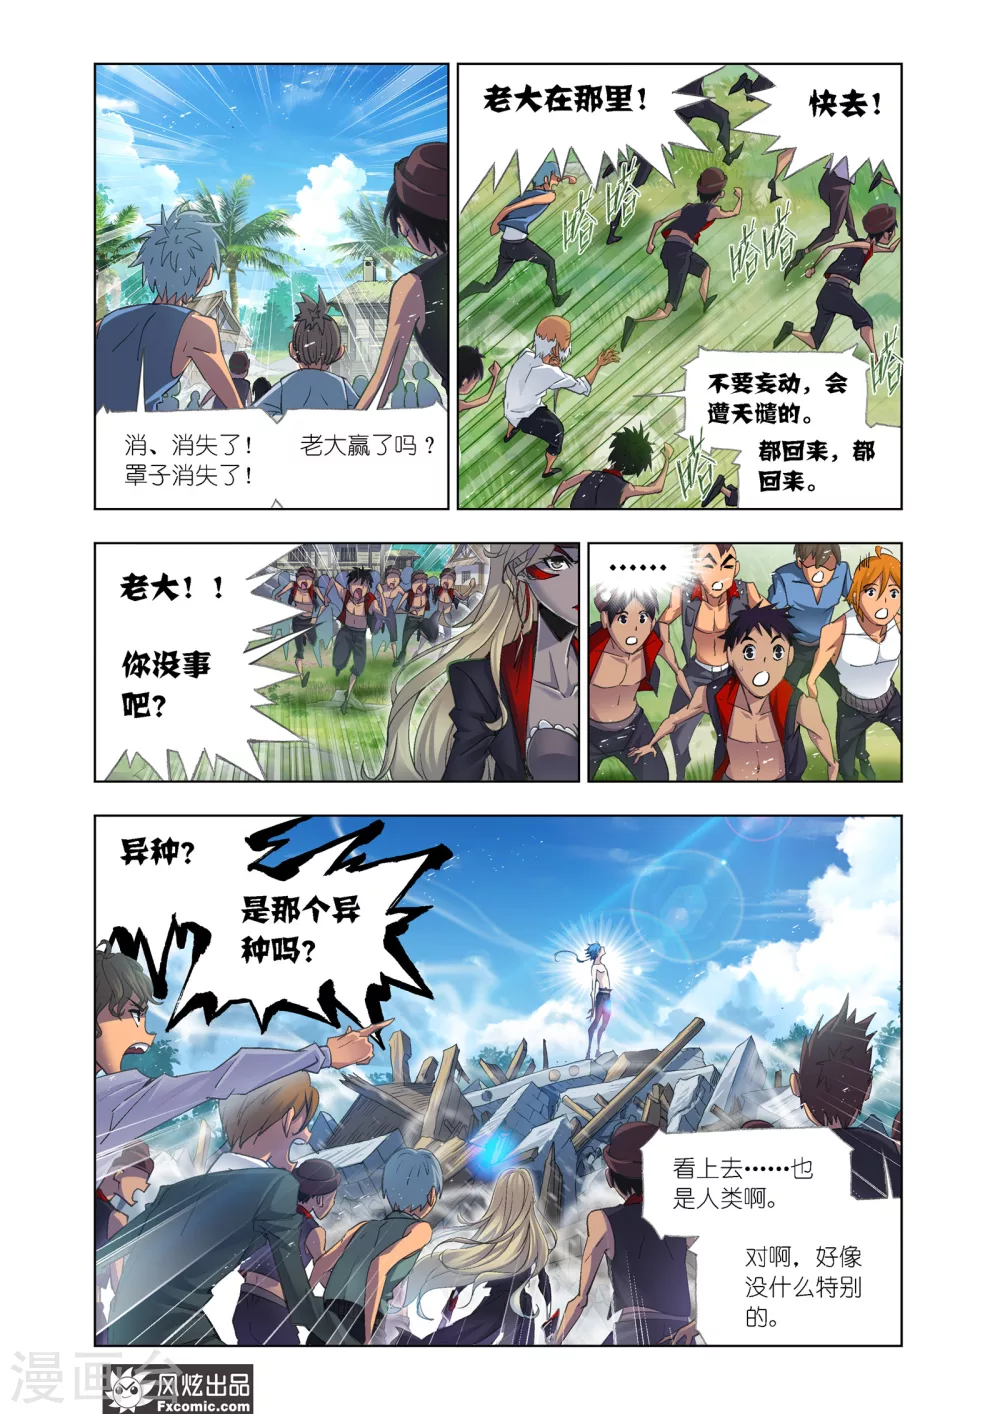 消、消失了！
罩子消失了！
老大赢了吗？
老大在那里！
快去！
嗒嗒
嗒嗒
嗒
嗒
不要妄动，会
遭天谴的。
都回来，都
回来。
老大！！
你没事
吧？
……
异种？
是那个异
种吗？
看上去……也
是人类啊。
对啊，好像
没什么特别
的。
漫画台
风炫出品
Fxcomic.com